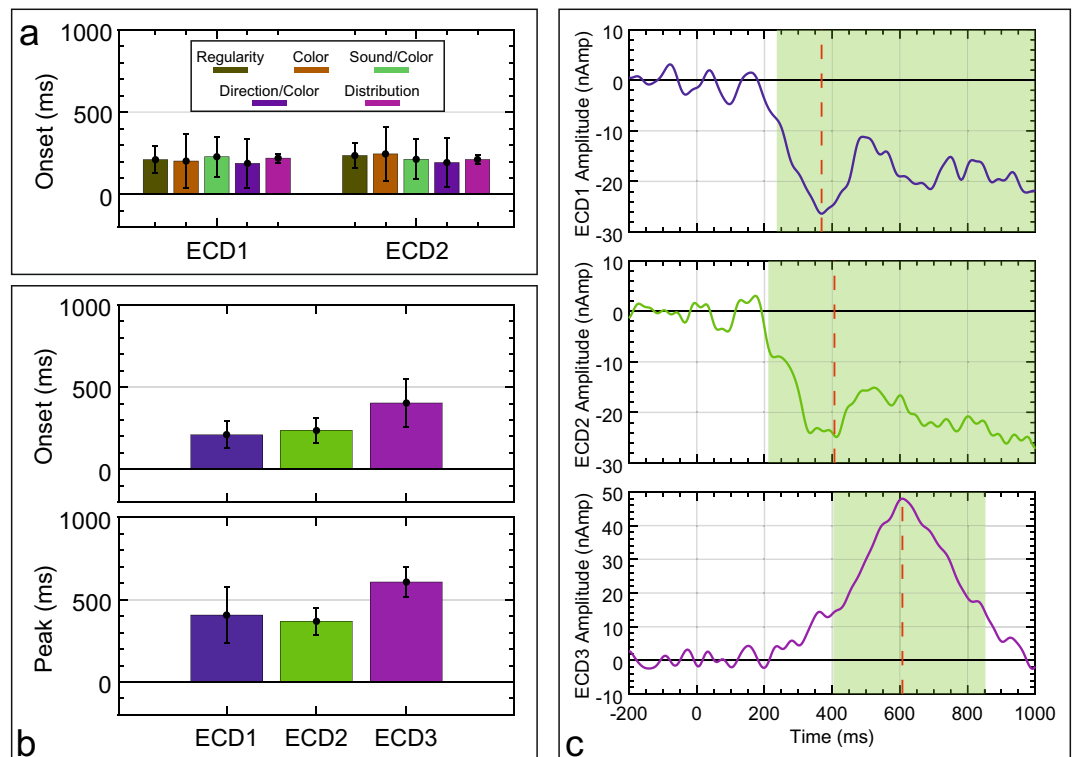 a
1000
500
0
Onset (ms)
Regularity Color Sound/Color
Direction/Color Distribution
ECD1 ECD2
b
1000
500
0
Onset (ms)
1000
500
0
Peak (ms)
ECD1 ECD2 ECD3
c
10
0
-10
-20
-30
ECD1 Amplitude (nAmp)
10
0
-10
-20
-30
ECD2 Amplitude (nAmp)
50
40
30
20
10
0
10
ECD3 Amplitude (nAmp)
-200 0 200 400 600 800 1000
Time (ms)